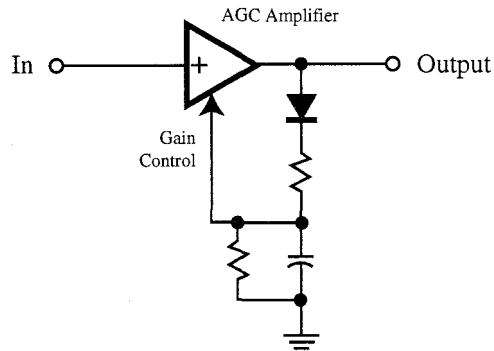 AGC Amplifier
In
+
Output
Gain
Control